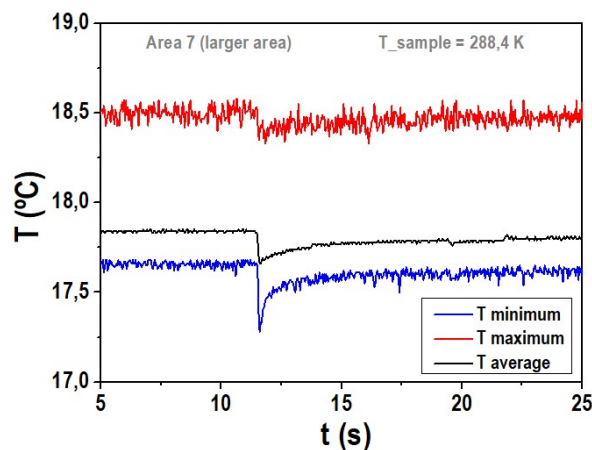 19,0
Area 7 (larger area) T_sample = 288,4 K
18,5
18,0
T (ºC)
17,5
T minimum
T maximum
T average
17,0
5 10 15 20 25
t (s)